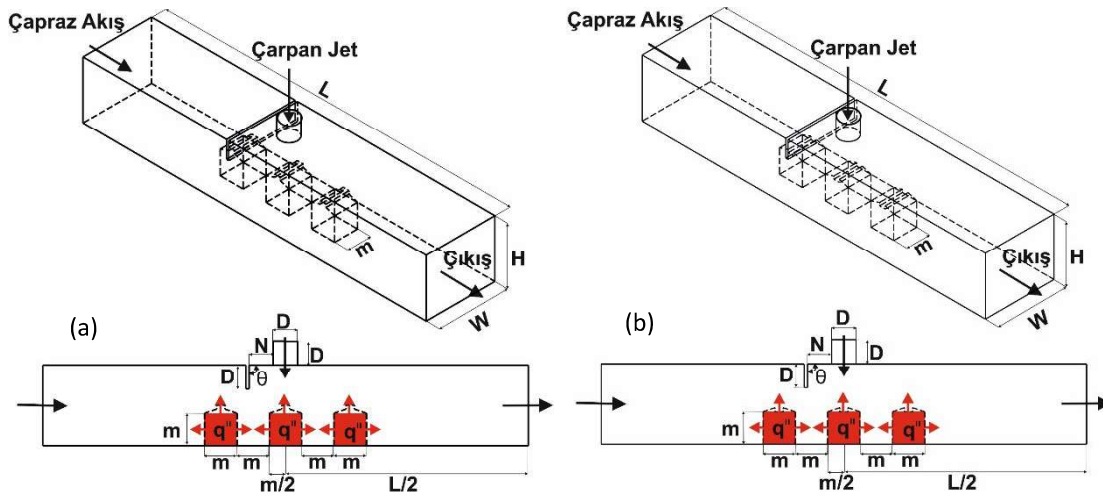 Çapraz Akış
Çarpan Jet
L
m
Çıkış
H
W
(a)
D
N
D
D
θ
m
q"
q"
q"
m
m
m
m
m/2
L/2
Çapraz Akış
Çarpan Jet
L
m
Çıkış
H
W
(b)
D
N
D
D
θ
m
q"
q"
q"
m
m
m
m
m/2
L/2